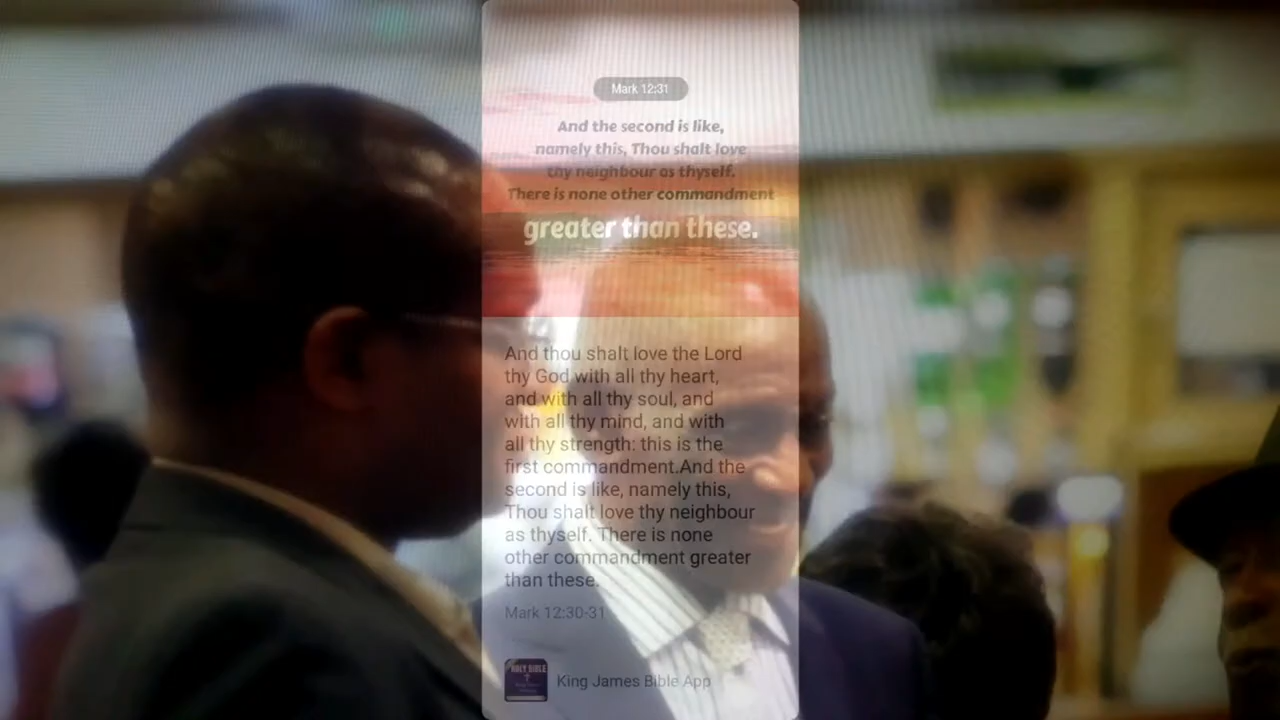 Mark 12:31
And the second is like,
namely this, Thou shalt love
thy neighbour as thyself.
There is none other commandment
greater than these.
And thou shalt love the Lord
thy God with all thy heart,
and with all thy soul, and
with all thy mind, and with
all thy strength: this is the
first commandment.And the
second is like, namely this,
Thou shalt love thy neighbour
as thyself. There is none
other commandment greater
than these.
Mark 12:30-31
HOLY BIBLE
King James Bible App